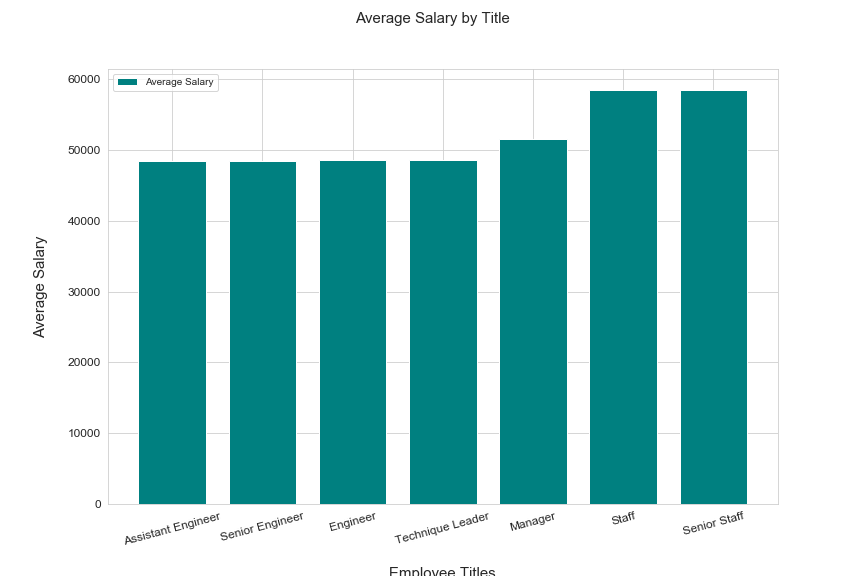 Average Salary by Title
Average Salary
60000
50000
40000
30000
20000
10000
0
Average Salary
Assistant Engineer
Senior Engineer
Engineer
Technique Leader
Manager
Staff
Senior Staff
Employee Titles